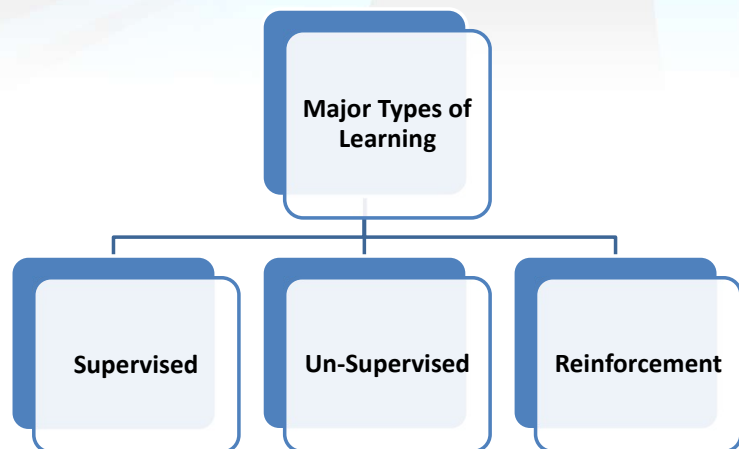 Major Types of
Learning
Supervised
Un-Supervised
Reinforcement